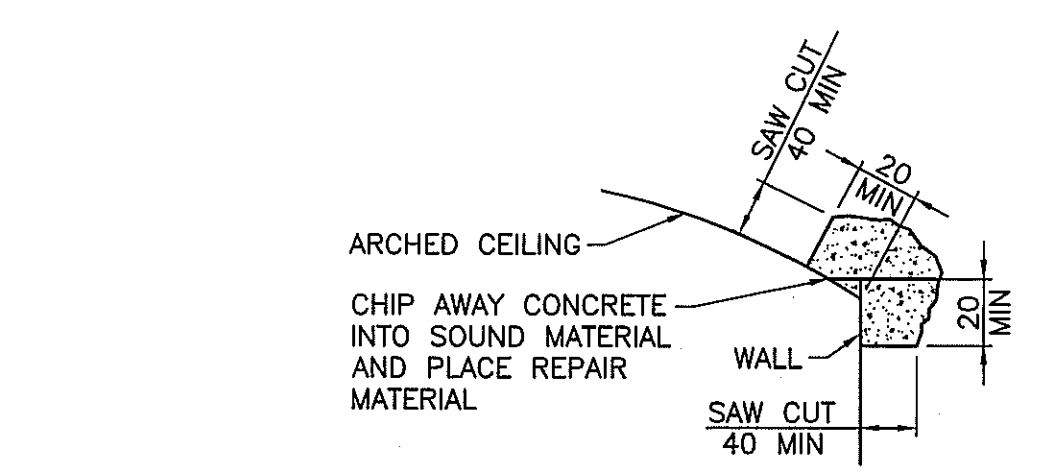 SAW CUT
40 MIN
20
MIN
ARCHED CEILING
CHIP AWAY CONCRETE
INTO SOUND MATERIAL
AND PLACE REPAIR
MATERIAL
WALL
20
MIN
SAW CUT
40 MIN